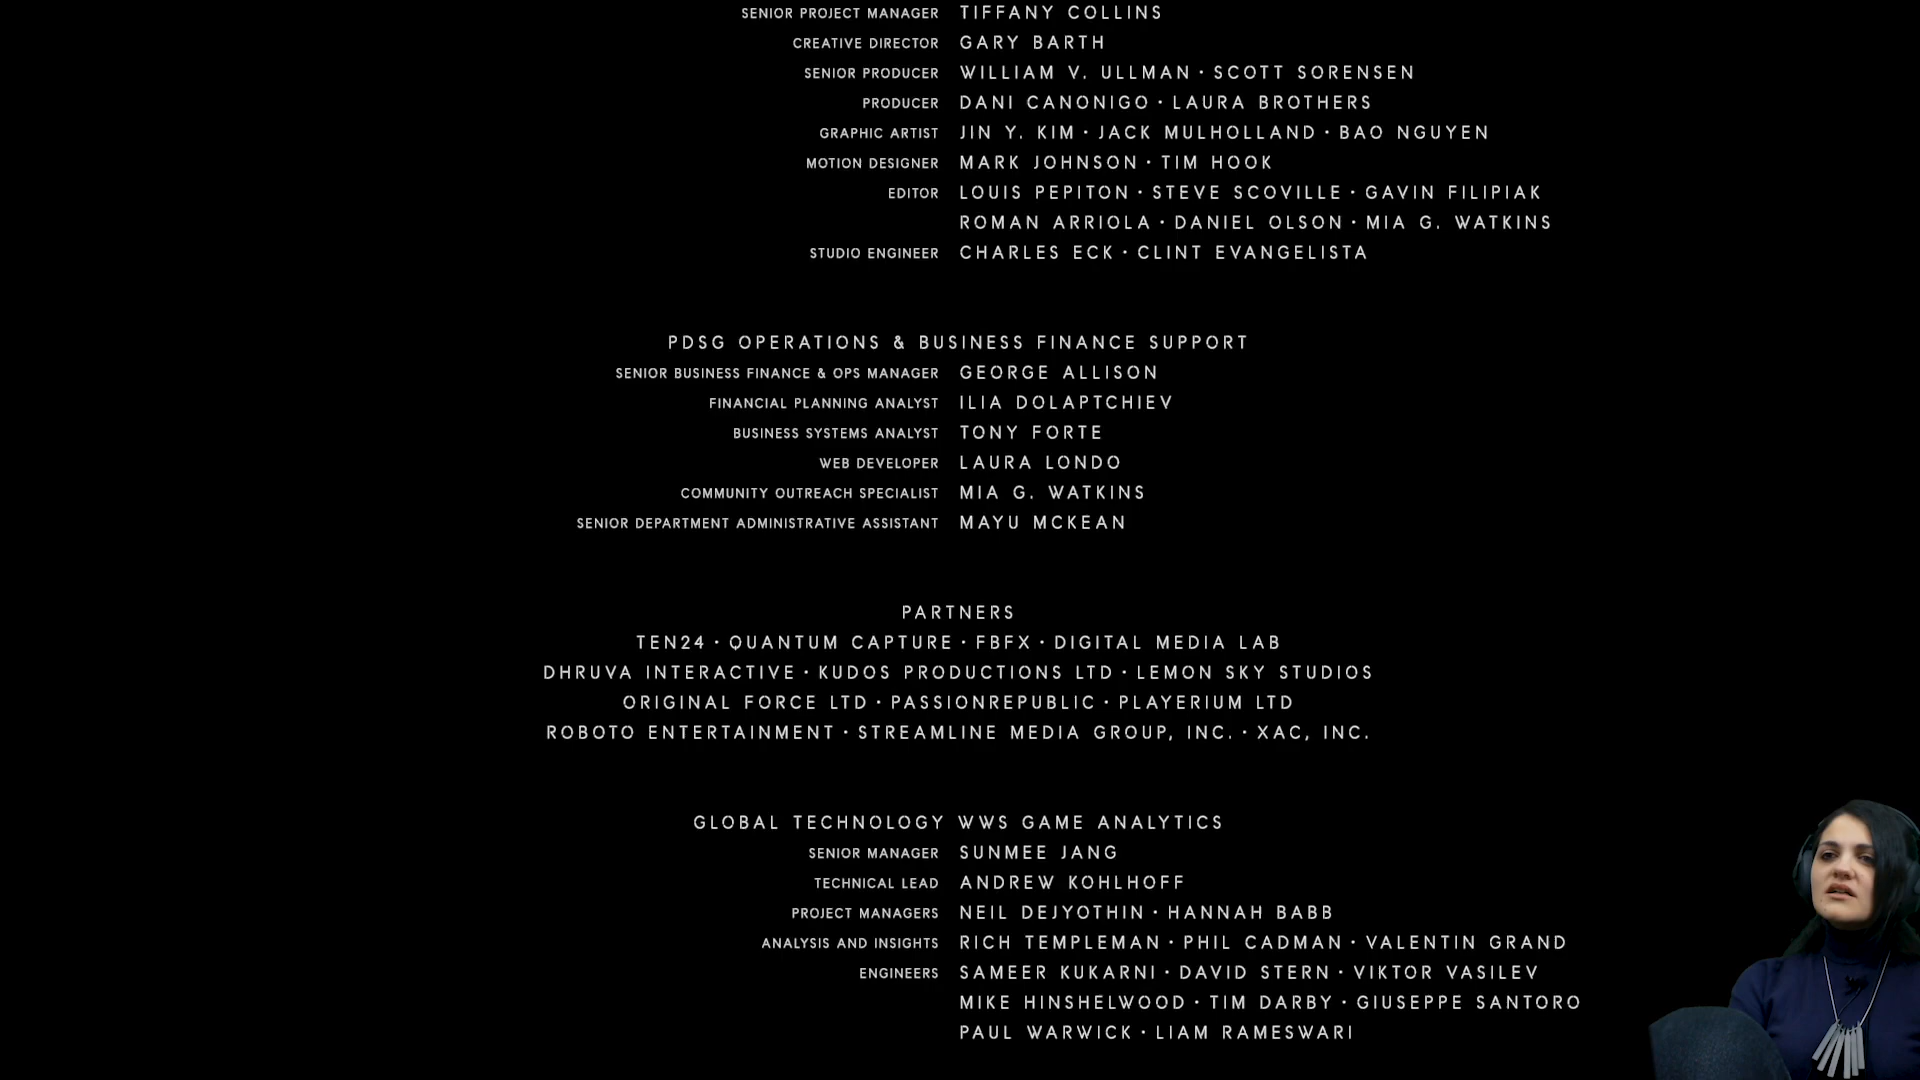 SENIOR PROJECT MANAGER TIFFANY COLLINS
CREATIVE DIRECTOR GARY BARTH
SENIOR PRODUCER WILLIAM V. ULLMAN · SCOTT SORENSEN
PRODUCER DANI CANONIGO · LAURA BROTHERS
GRAPHIC ARTIST JIN Y. KIM · JACK MULHOLLAND · BAO NGUYEN
MOTION DESIGNER MARK JOHNSON · TIM HOOK
EDITOR LOUIS PEPITON · STEVE SCOVILLE · GAVIN FILIPIAK
ROMAN ARRIOLA · DANIEL OLSON · MIA G. WATKINS
STUDIO ENGINEER CHARLES ECK · CLINT EVANGELISTA
PDSG OPERATIONS & BUSINESS FINANCE SUPPORT
SENIOR BUSINESS FINANCE & OPS MANAGER GEORGE ALLISON
FINANCIAL PLANNING ANALYST ILIA DOLAPTCHIEV
BUSINESS SYSTEMS ANALYST TONY FORTE
WEB DEVELOPER LAURA LONDO
COMMUNITY OUTREACH SPECIALIST MIA G. WATKINS
SENIOR DEPARTMENT ADMINISTRATIVE ASSISTANT MAYU MCKEAN
PARTNERS
TEN24 · QUANTUM CAPTURE · FBFX · DIGITAL MEDIA LAB
DHRUVA INTERACTIVE · KUDOS PRODUCTIONS LTD · LEMON SKY STUDIOS
ORIGINAL FORCE LTD · PASSIONREPUBLIC · PLAYERIUM LTD
ROBOTO ENTERTAINMENT · STREAMLINE MEDIA GROUP, INC. · XAC, INC.
GLOBAL TECHNOLOGY WWS GAME ANALYTICS
SENIOR MANAGER SUNMEE JANG
TECHNICAL LEAD ANDREW KOHLHOFF
PROJECT MANAGERS NEIL DEJYOTHIN · HANNAH BABB
ANALYSIS AND INSIGHTS RICH TEMPLEMAN · PHIL CADMAN · VALENTIN GRAND
ENGINEERS SAMEER KUKARNI · DAVID STERN · VIKTOR VASILEV
MIKE HINSHELWOOD · TIM DARBY · GIUSEPPE SANTORO
PAUL WARWICK · LIAM RAMESWARI